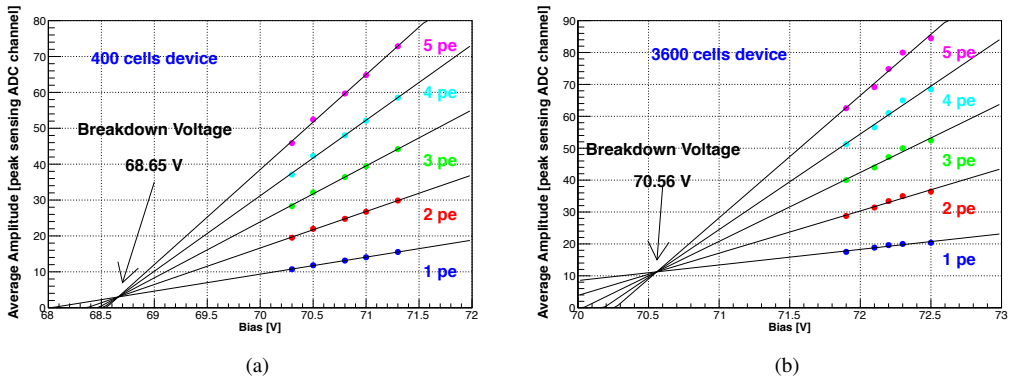 Average Amplitude [peak sensing ADC channel]
80
70
60
50
40
30
20
10
0
400 cells device
Breakdown Voltage
68.65 V
5 pe
4 pe
3 pe
2 pe
1 pe
68 68.5 69 69.5 70 70.5 71 71.5 72
Bias [V]
(a)
Average Amplitude [peak sensing ADC channel]
90
80
70
60
50
40
30
20
10
0
3600 cells device
Breakdown Voltage
70.56 V
5 pe
4 pe
3 pe
2 pe
1 pe
70 70.5 71 71.5 72 72.5 73
Bias [V]
(b)